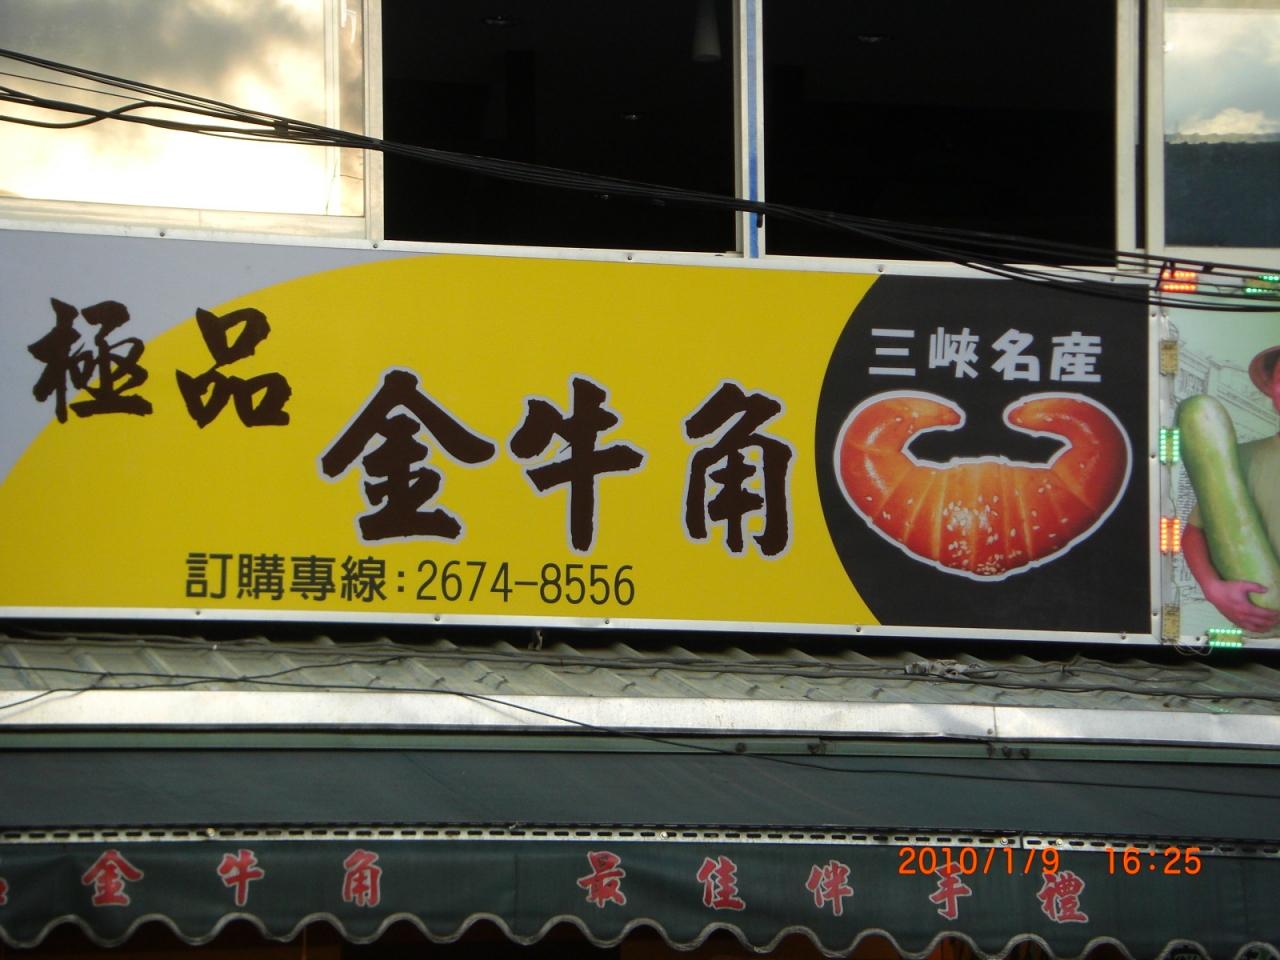 極品
金牛角
三峽名産
訂購專線:2674-8556
金牛角 最佳伴手禮
2010/1/9 16:25